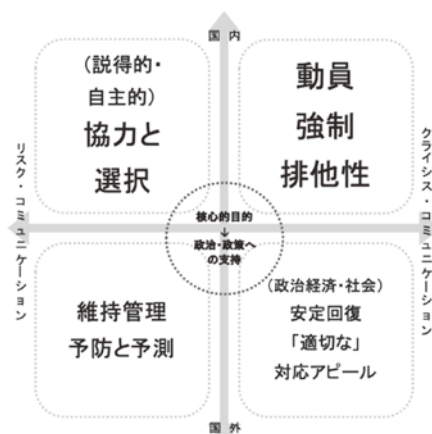 国内
(説得的・
自主的)
協力と
選択
動員
強制
排他性
リスク・コミュニケーション
クライシス・コミュニケーション
核心的目的
↓
政治・政策へ
の支持
維持管理
予防と予測
(政治経済・社会)
安定回復
「適切な」
対応アピール
国外